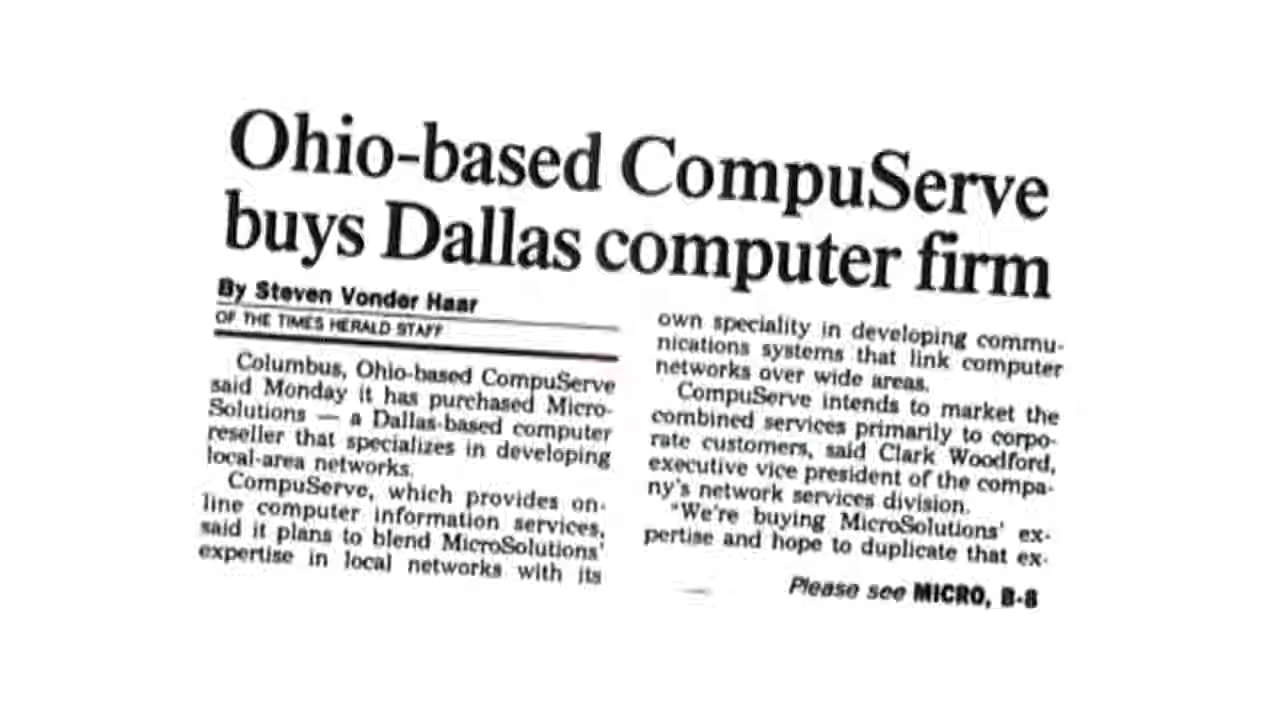 Ohio-based CompuServe
buys Dallas computer firm
By Steven Vonder Haar
OF THE TIMES HERALD STAFF
Columbus, Ohio-based CompuServe
said Monday it has purchased Micro-
Solutions — a Dallas-based computer
reseller that specializes in developing
local-area networks.
CompuServe, which provides on-
line computer information services,
said it plans to blend MicroSolutions'
expertise in local networks with its
own speciality in developing commu-
nications systems that link computer
networks over wide areas.
CompuServe intends to market the
combined services primarily to corpo-
rate customers, said Clark Woodford,
executive vice president of the compa-
ny's network services division.
"We're buying MicroSolutions' ex-
pertise and hope to duplicate that ex-
Please see MICRO, B-8